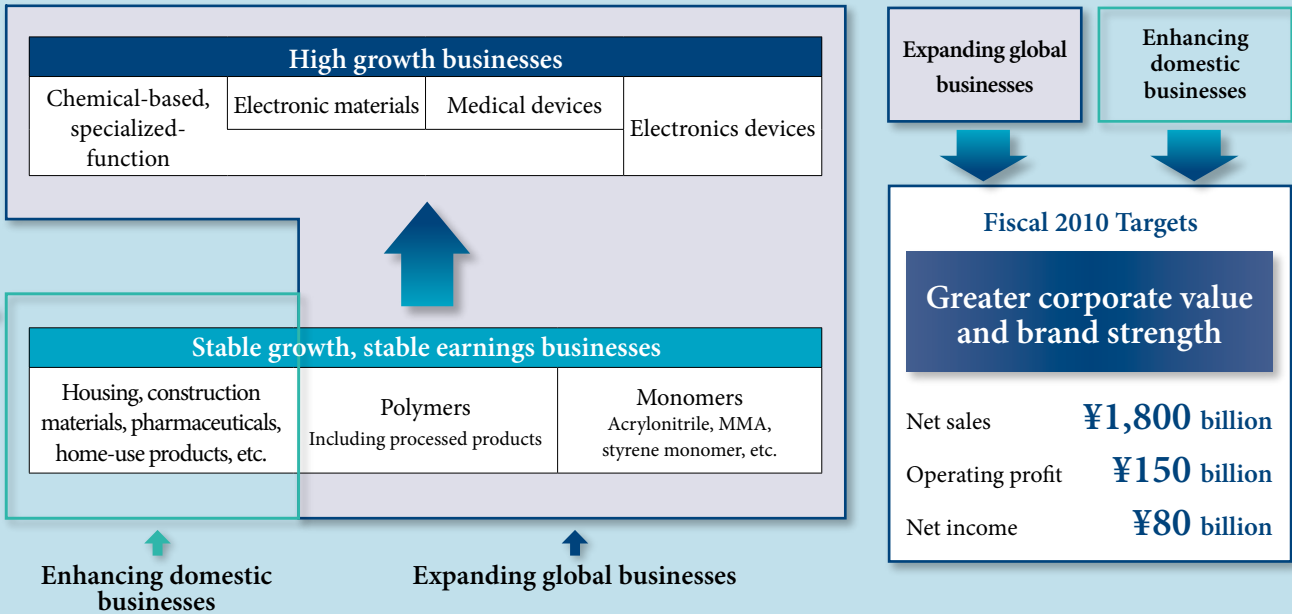 High growth businesses
Chemical-based,
specialized-
function
Electronic materials
Medical devices
Electronics devices
Stable growth, stable earnings businesses
Housing, construction
materials, pharmaceuticals,
home-use products, etc.
Polymers
Including processed products
Monomers
Acrylonitrile, MMA,
styrene monomer, etc.
Enhancing domestic
businesses
Expanding global businesses
Expanding global
businesses
Enhancing
domestic
businesses
Fiscal 2010 Targets
Greater corporate value
and brand strength
Net sales ¥1,800 billion
Operating profit ¥150 billion
Net income ¥80 billion